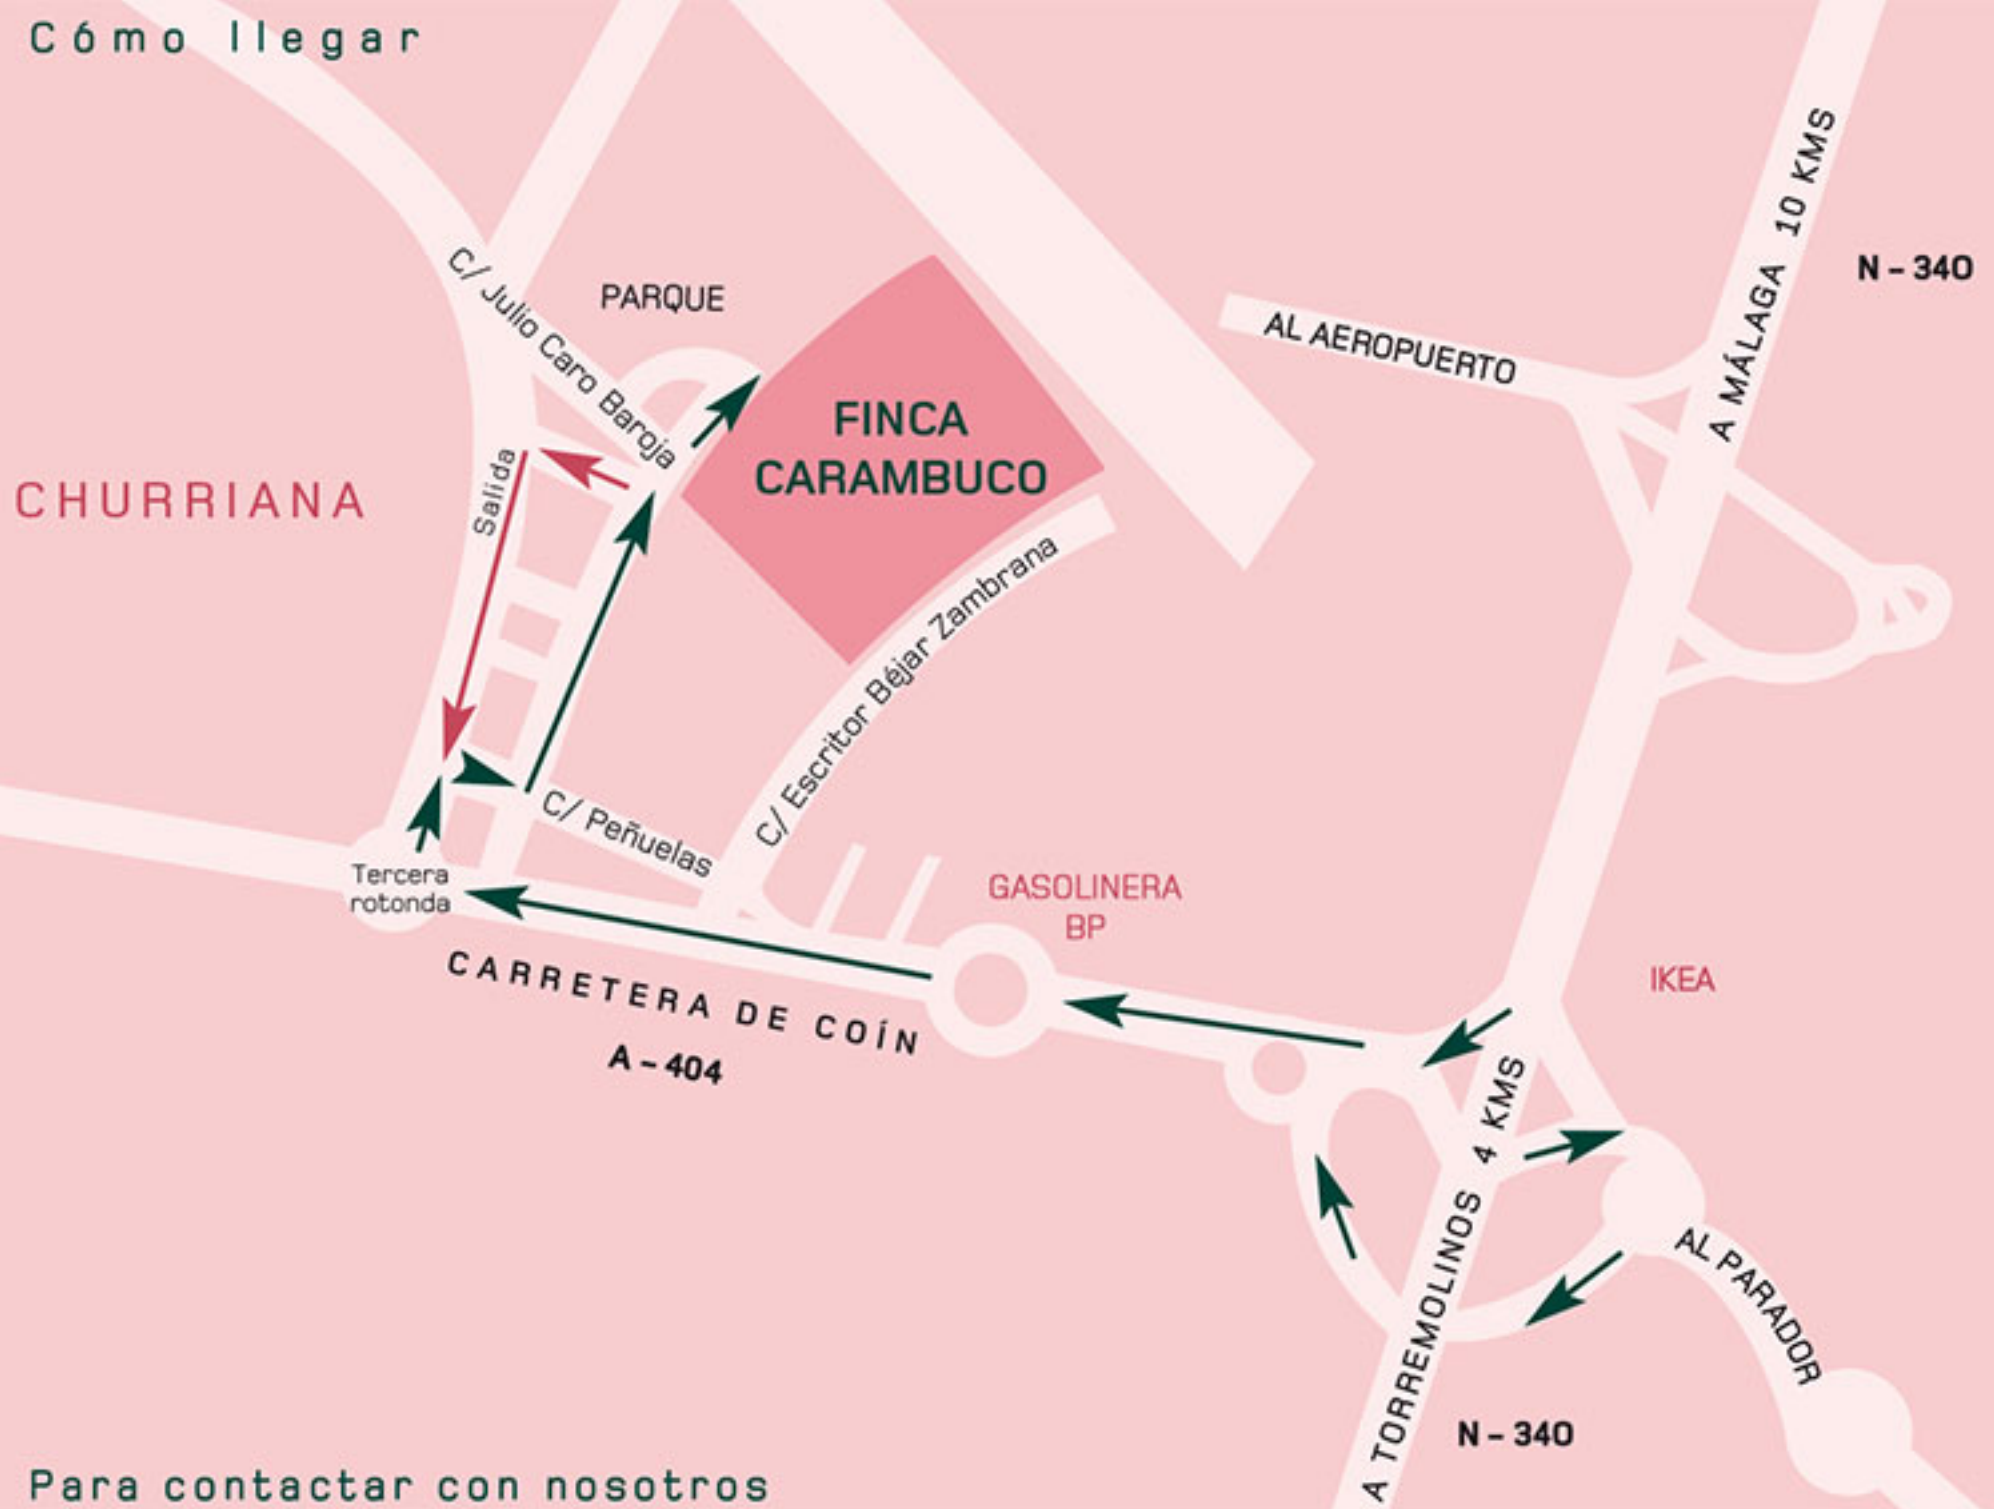 Cómo llegar
A MÁLAGA 10 KMS
N – 340
C/ Julio Caro Baroja
PARQUE
AL AEROPUERTO
FINCA
CARAMBUCO
CHURRIANA
Salida
C/ Escritor Béjar Zambrana
C/ Peñuelas
Tercera
rotonda
GASOLINERA
BP
CARRETERA DE COÍN
A – 404
IKEA
A TORREMOLINOS 4 KMS
AL PARADOR
N – 340
Para contactar con nosotros